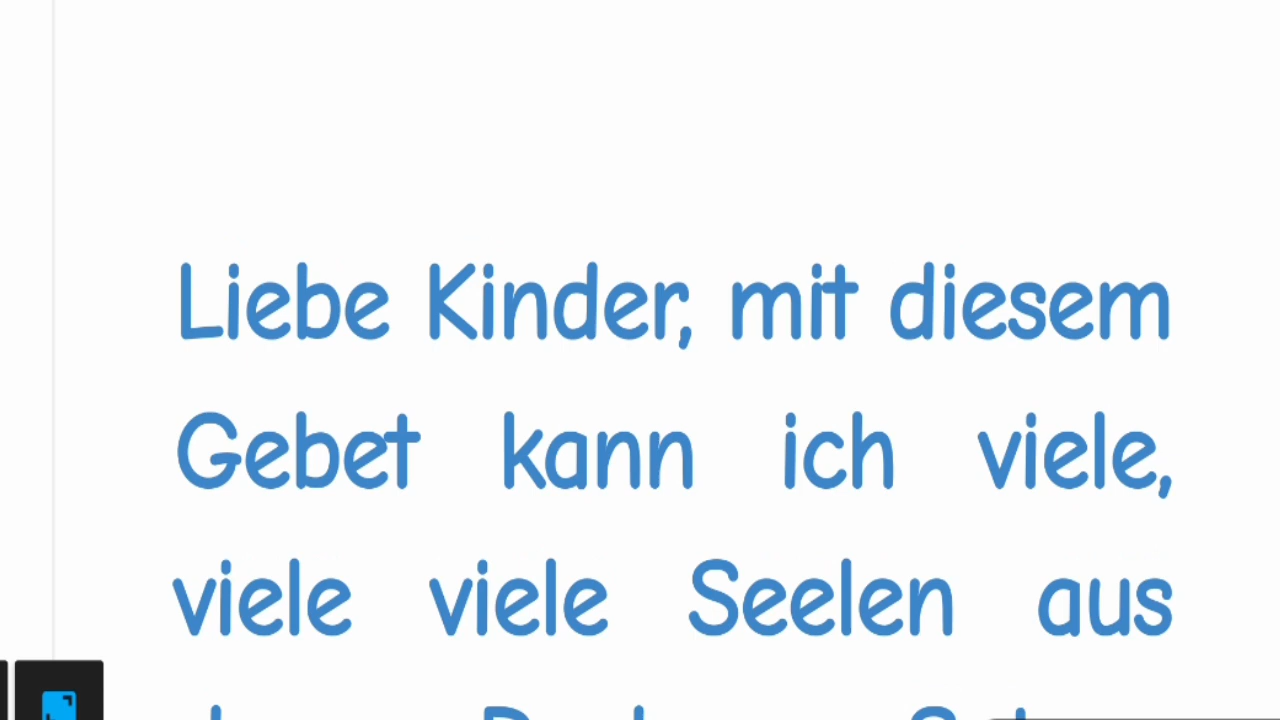 Liebe Kinder, mit diesem
Gebet kann ich viele,
viele viele Seelen aus